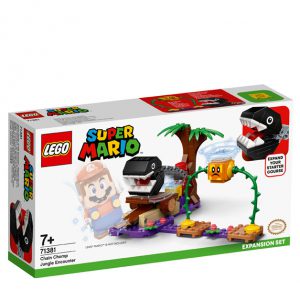 LEGO
SUPER
MARIO
EXPAND
YOUR
STARTER
COURSE
7+
71381
Chain Chomp
Jungle Encounter
EXPANSION SET